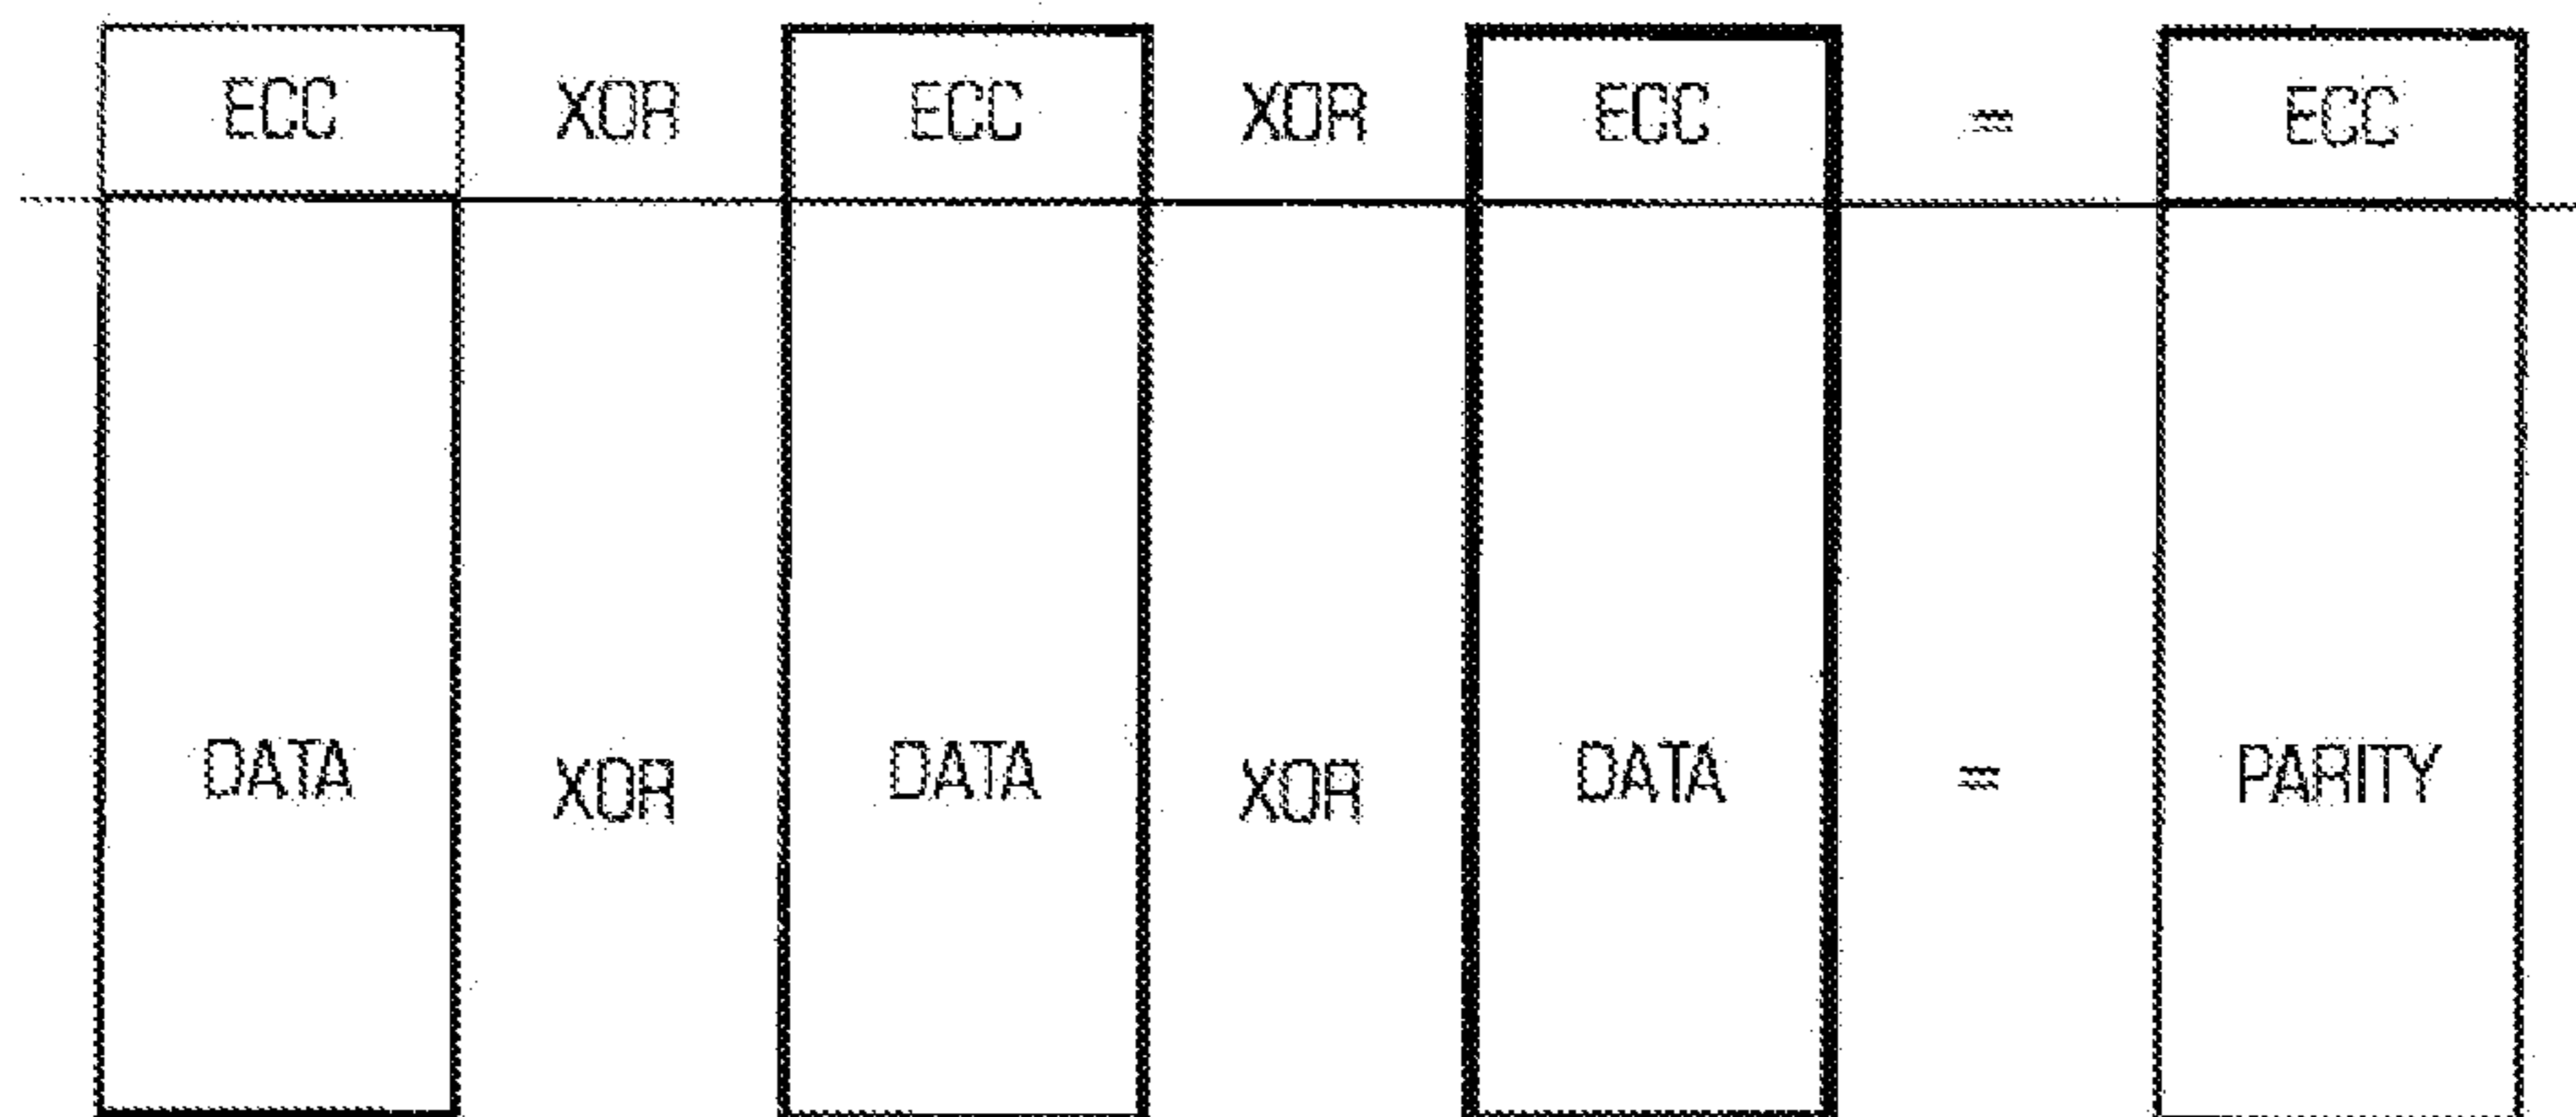 ECC XOR ECC XOR ECC = ECC
DATA XOR DATA XOR DATA = PARITY